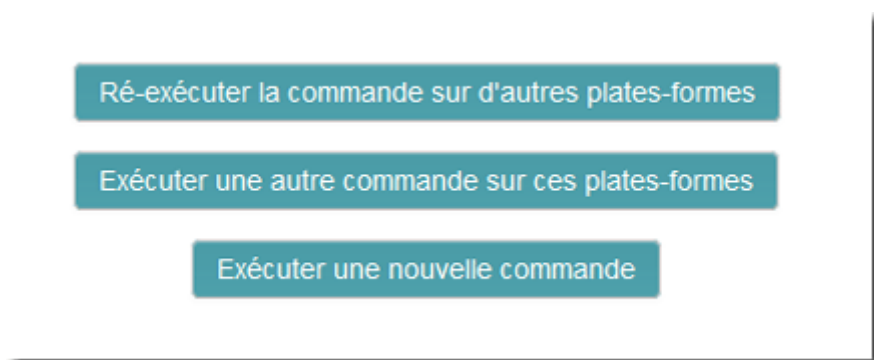 Ré-exécuter la commande sur d'autres plates-formes
Exécuter une autre commande sur ces plates-formes
Exécuter une nouvelle commande